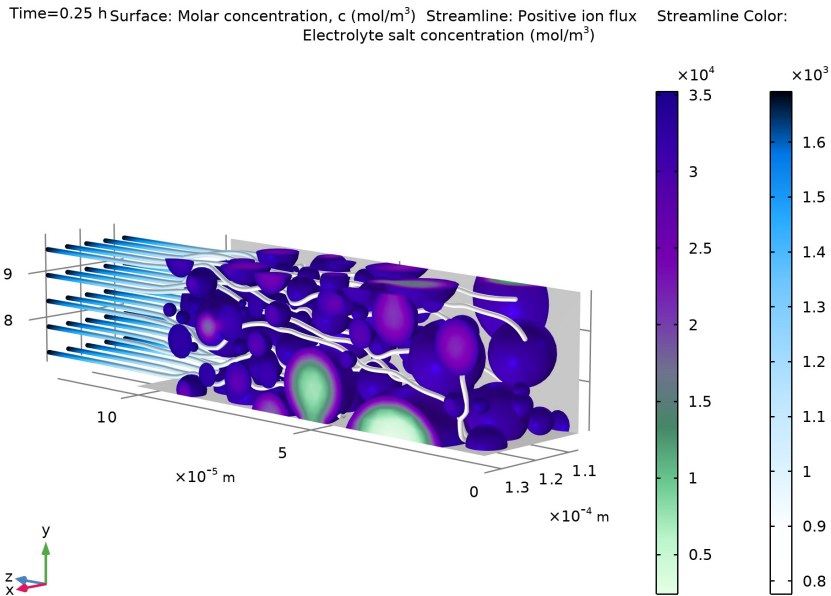 Time=0.25 h Surface: Molar concentration, c (mol/m³) Streamline: Positive ion flux Streamline Color:
Electrolyte salt concentration (mol/m³)
×10⁴ ×10³
3.5
3
2.5
2
1.5
1
0.5
1.6
1.5
1.4
1.3
1.2
1.1
1
0.9
0.8
9
8
10
5
0
×10⁻⁵ m
1.3 1.2 1.1
×10⁻⁴ m
y
z
x